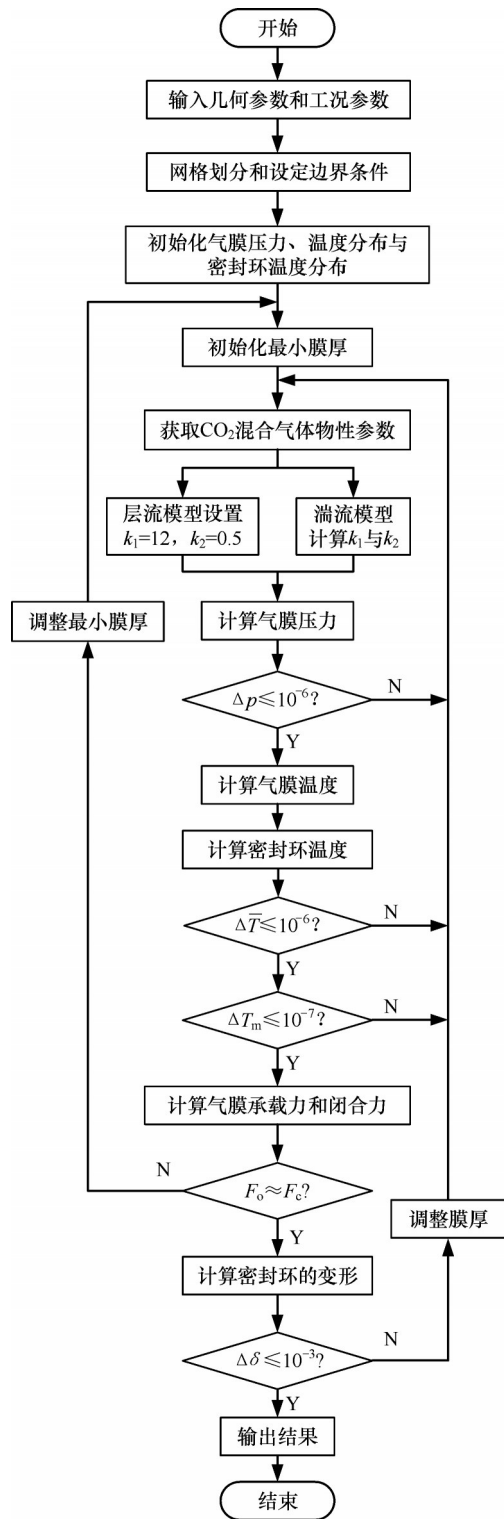 开始
输入几何参数和工况参数
网格划分和设定边界条件
初始化气膜压力、温度分布与
密封环温度分布
初始化最小膜厚
获取CO₂混合气体物性参数
层流模型设置
k₁=12，k₂=0.5
湍流模型
计算k₁与k₂
调整最小膜厚
计算气膜压力
Δp≤10⁻⁶?
N
Y
计算气膜温度
计算密封环温度
ΔT̅≤10⁻⁶?
N
Y
ΔTₘ≤10⁻⁷?
N
Y
计算气膜承载力和闭合力
N
Fₒ≈F꜀?
Y
调整膜厚
计算密封环的变形
Δδ≤10⁻³?
N
Y
输出结果
结束